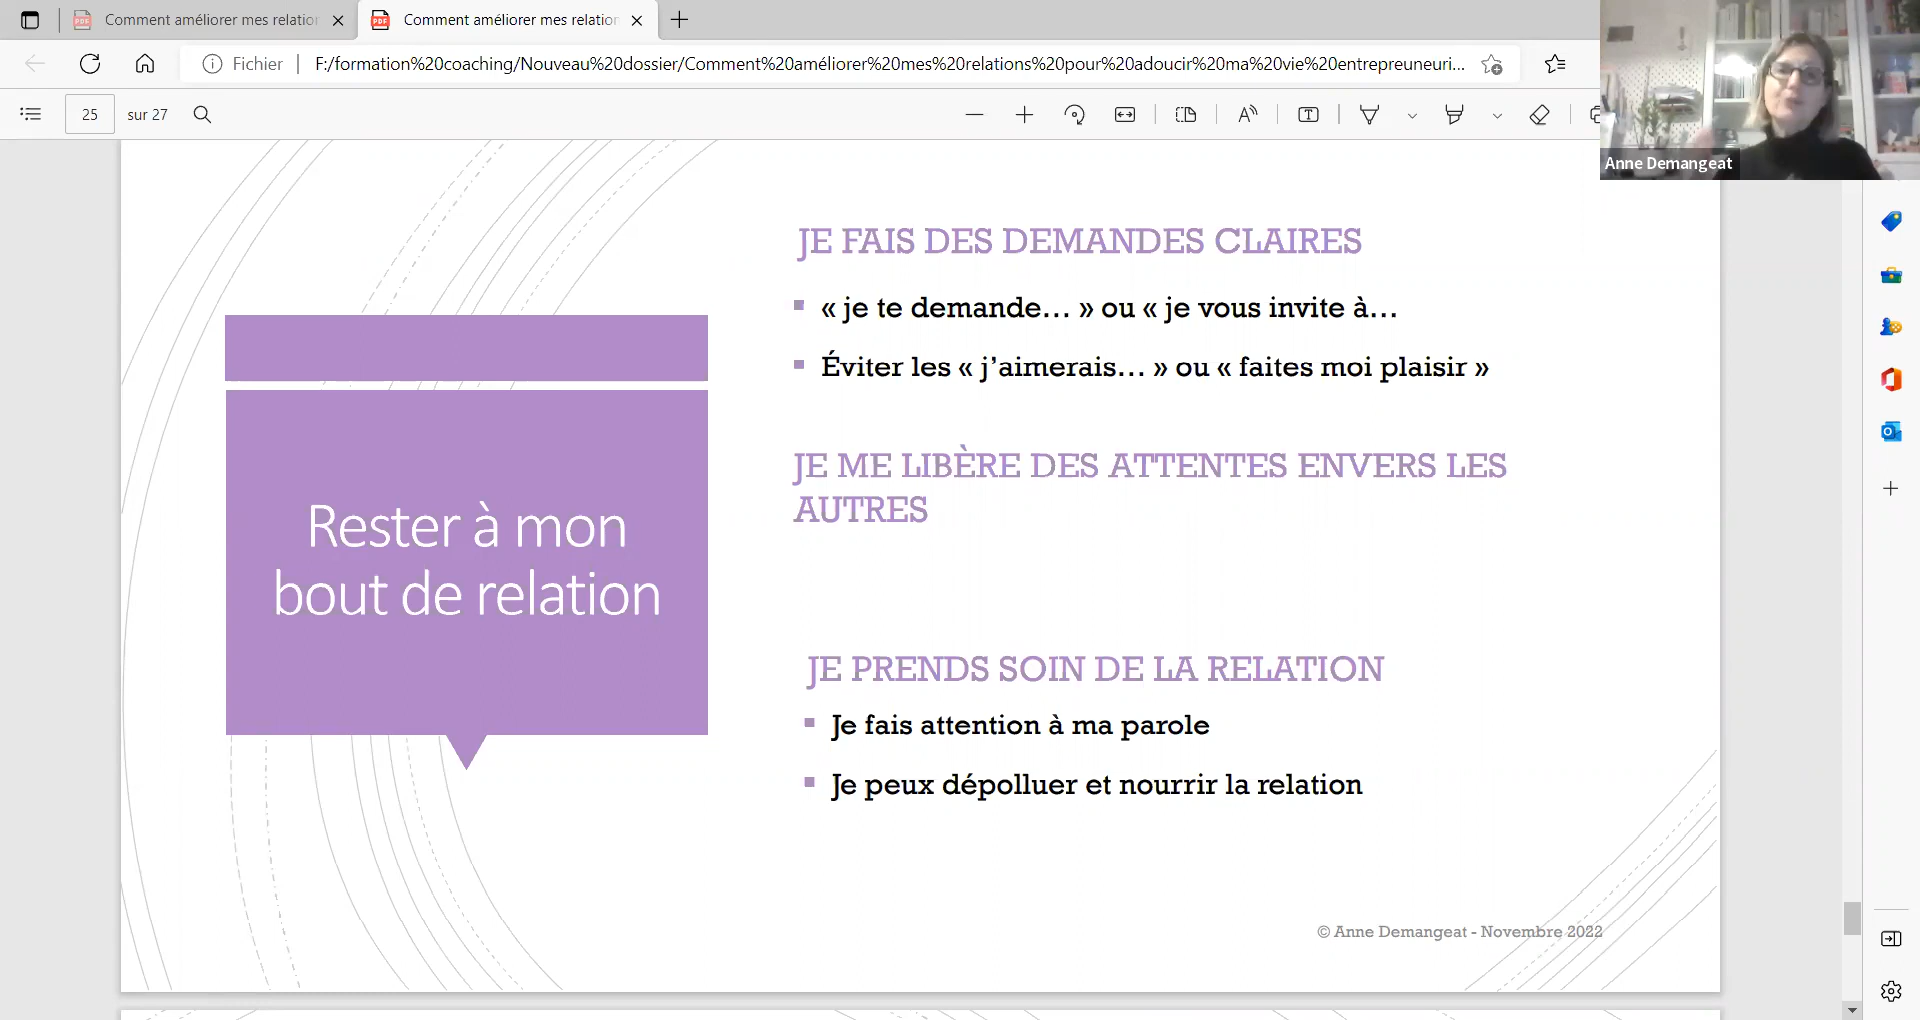 Comment améliorer mes relation
Comment améliorer mes relation
Fichier
F:/formation%20coaching/Nouveau%20dossier/Comment%20améliorer%20mes%20relations%20pour%20adoucir%20ma%20vie%20entrepreuneuri...
25 sur 27
Anne Demangeat
JE FAIS DES DEMANDES CLAIRES
« je te demande... » ou « je vous invite à...
Éviter les « j'aimerais... » ou « faites moi plaisir »
JE ME LIBÈRE DES ATTENTES ENVERS LES
AUTRES
Rester à mon
bout de relation
JE PRENDS SOIN DE LA RELATION
Je fais attention à ma parole
Je peux dépolluer et nourrir la relation
© Anne Demangeat - Novembre 2022